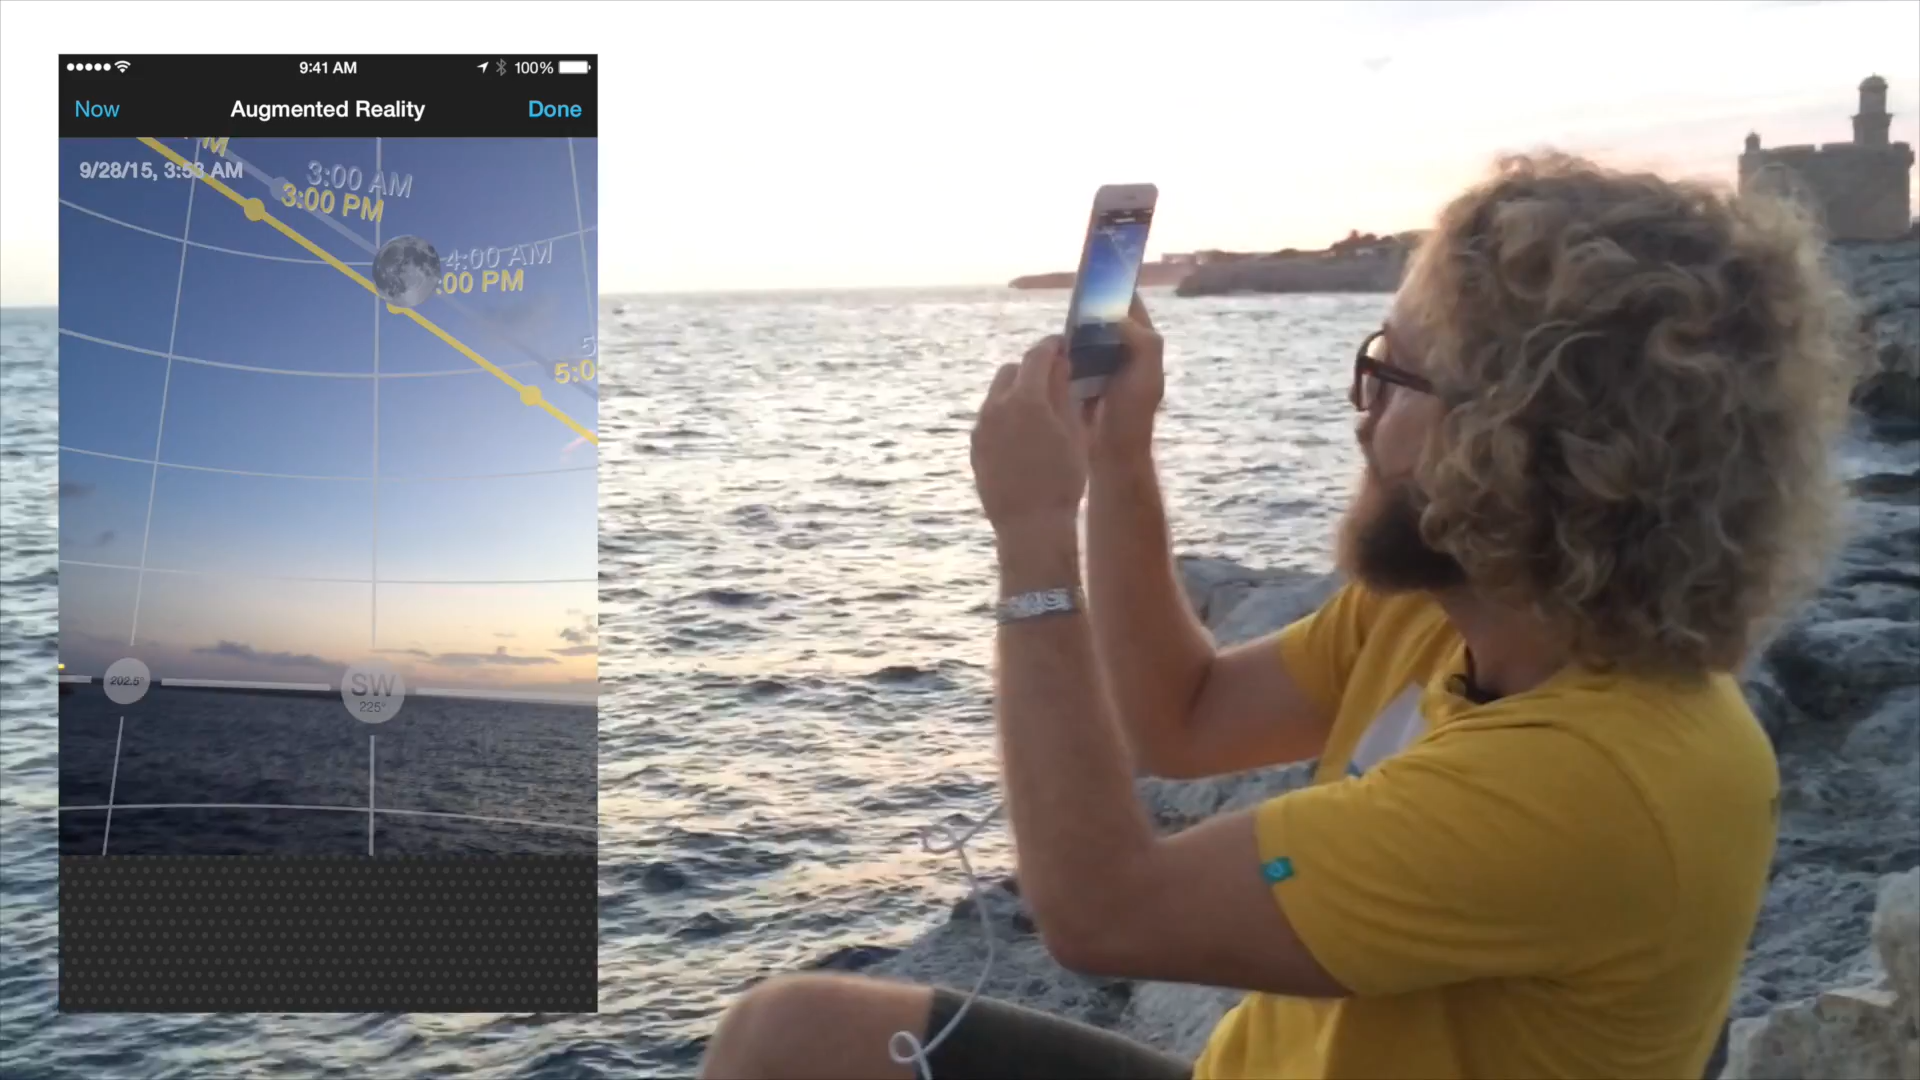 9:41 AM
100%
Now
Augmented Reality
Done
M
9/28/15, 3:53 AM
3:00 AM
3:00 PM
4:00 AM
:00 PM
5
5:0
202.5°
SW
225°